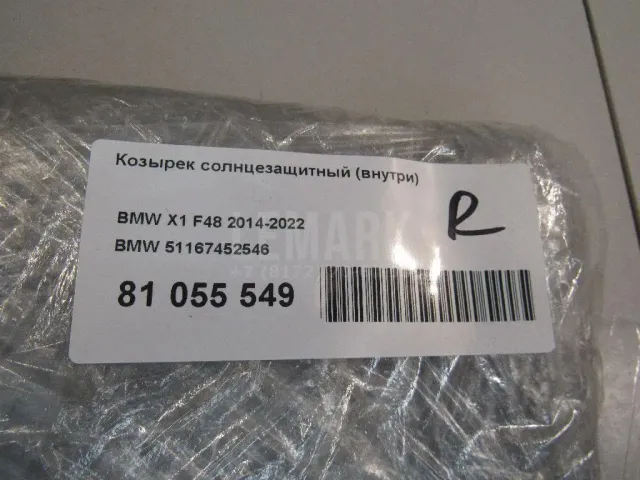 Козырек солнцезащитный (внутри)
R
BMW X1 F48 2014-2022
BMW 51167452546
81 055 549